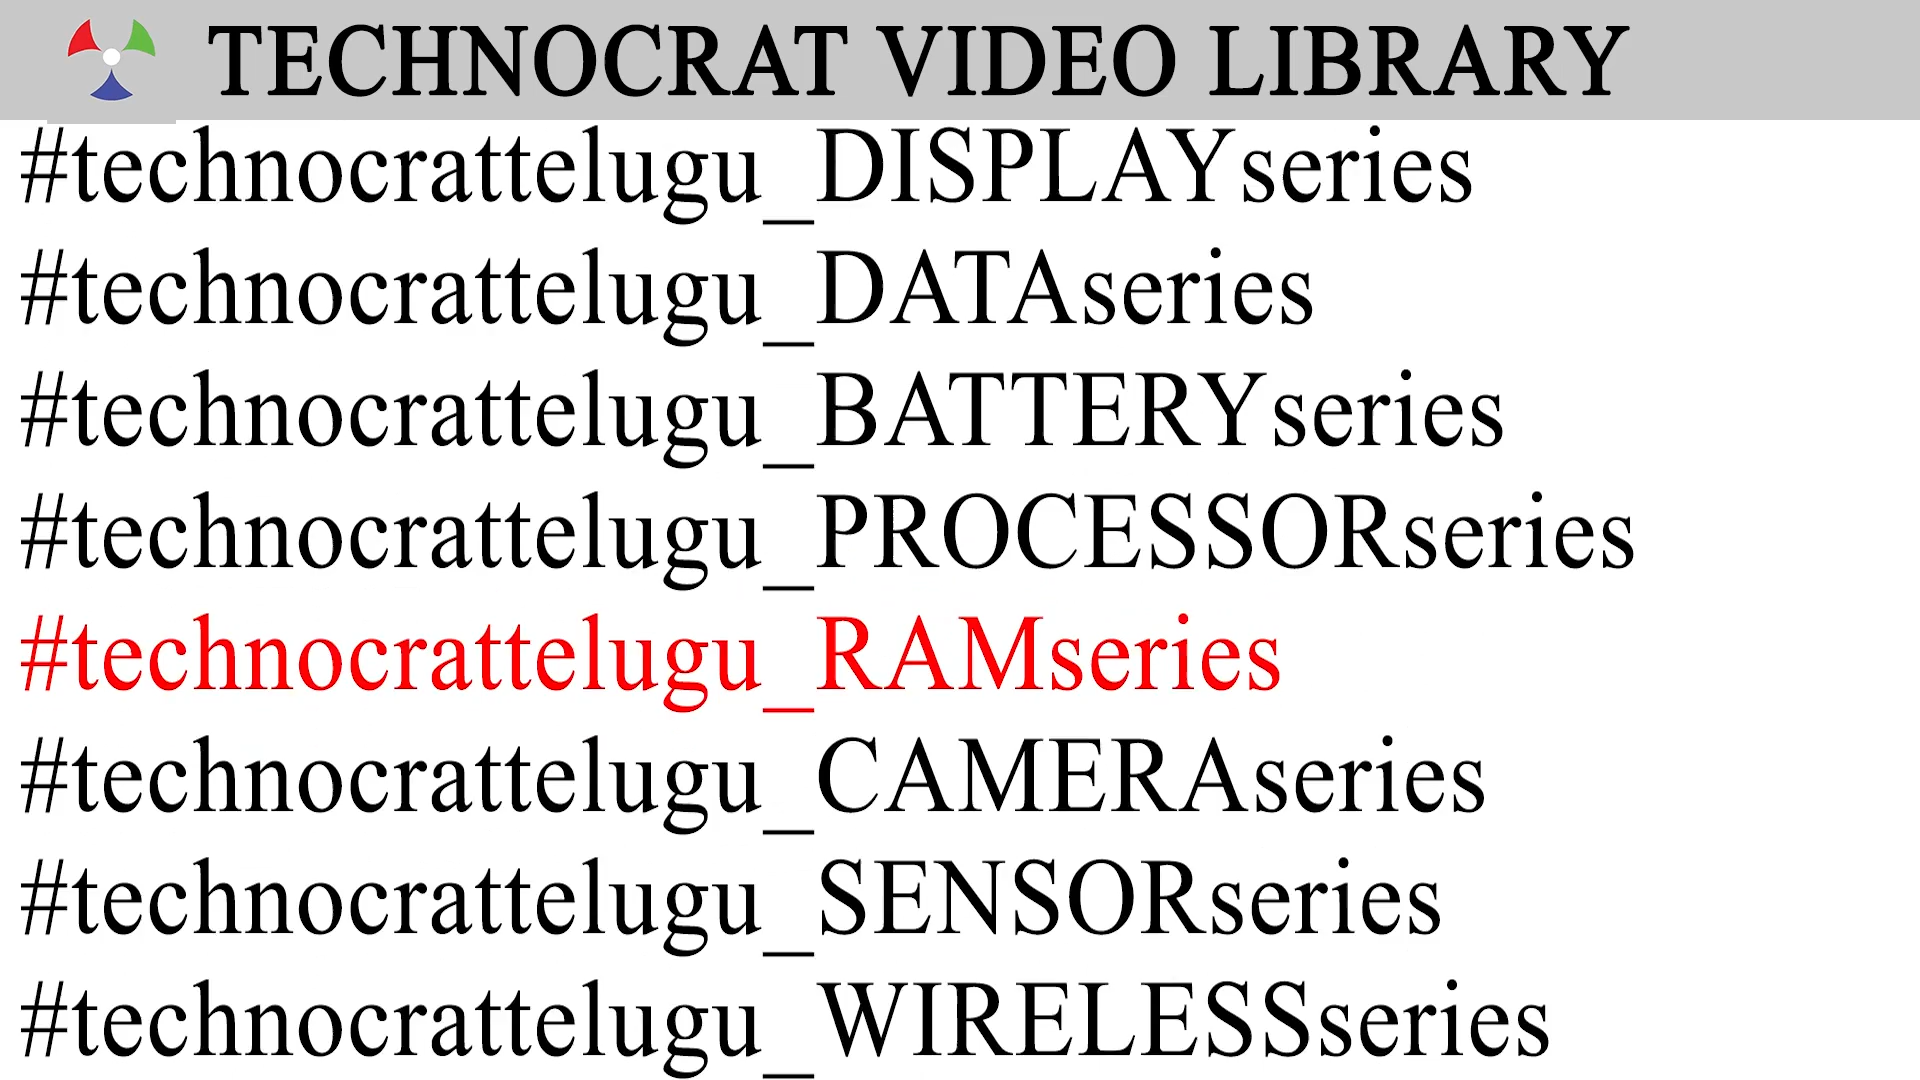 TECHNOCRAT VIDEO LIBRARY
#technocrattelugu_DISPLAYseries
#technocrattelugu_DATAseries
#technocrattelugu_BATTERYseries
#technocrattelugu_PROCESSORseries
#technocrattelugu_RAMseries
#technocrattelugu_CAMERAseries
#technocrattelugu_SENSORseries
#technocrattelugu_WIRELESSseries